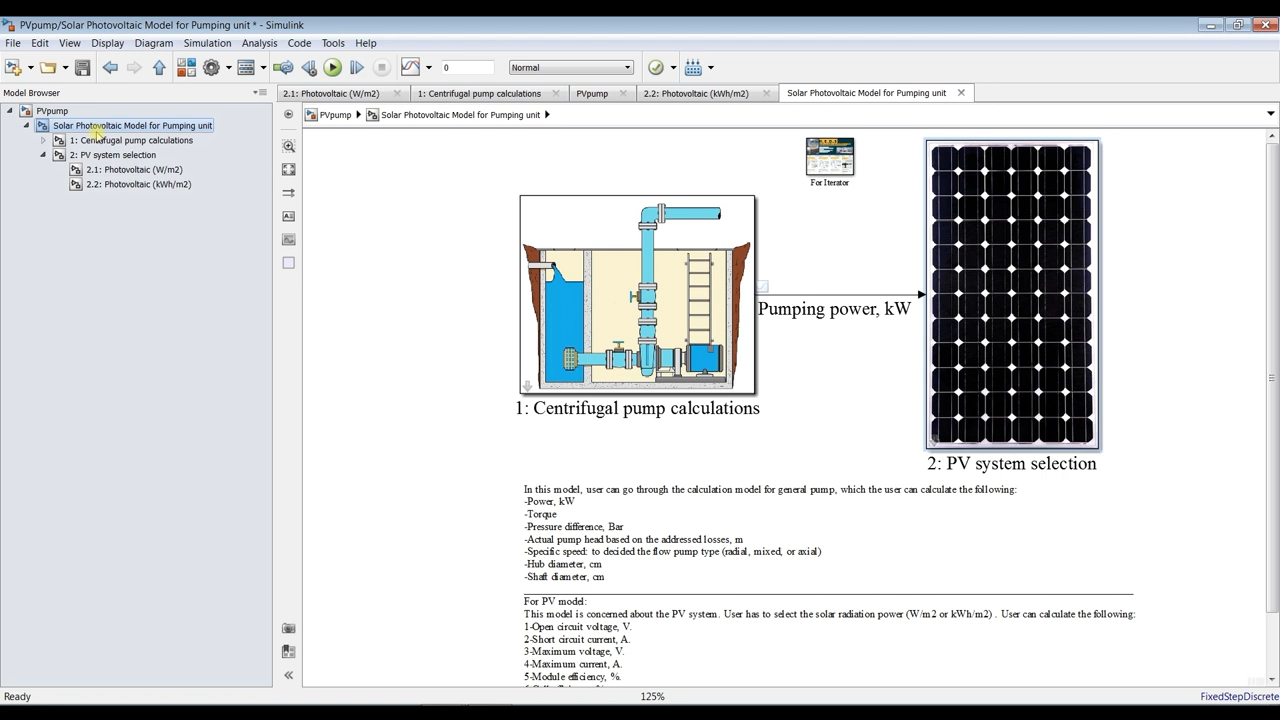 PVpump/Solar Photovoltaic Model for Pumping unit * - Simulink
File Edit View Display Diagram Simulation Analysis Code Tools Help
0
Normal
Model Browser
2.1: Photovoltaic (W/m2)
1: Centrifugal pump calculations
PVpump
2.2: Photovoltaic (kWh/m2)
Solar Photovoltaic Model for Pumping unit
PVpump
Solar Photovoltaic Model for Pumping unit
PVpump
Solar Photovoltaic Model for Pumping unit
1: Centrifugal pump calculations
2: PV system selection
2.1: Photovoltaic (W/m2)
2.2: Photovoltaic (kWh/m2)
For Iterator
Pumping power, kW
1: Centrifugal pump calculations
2: PV system selection
In this model, user can go through the calculation model for general pump, which the user can calculate the following:
-Power, kW
-Torque
-Pressure difference, Bar
-Actual pump head based on the addressed losses, m
-Specific speed: to decided the flow pump type (radial, mixed, or axial)
-Hub diameter, cm
-Shaft diameter, cm
For PV model:
This model is concerned about the PV system. User has to select the solar radiation power (W/m2 or kWh/m2) . User can calculate the following:
1-Open circuit voltage, V.
2-Short circuit current, A.
3-Maximum voltage, V.
4-Maximum current, A.
5-Module efficiency, %.
Ready
125%
FixedStepDiscrete